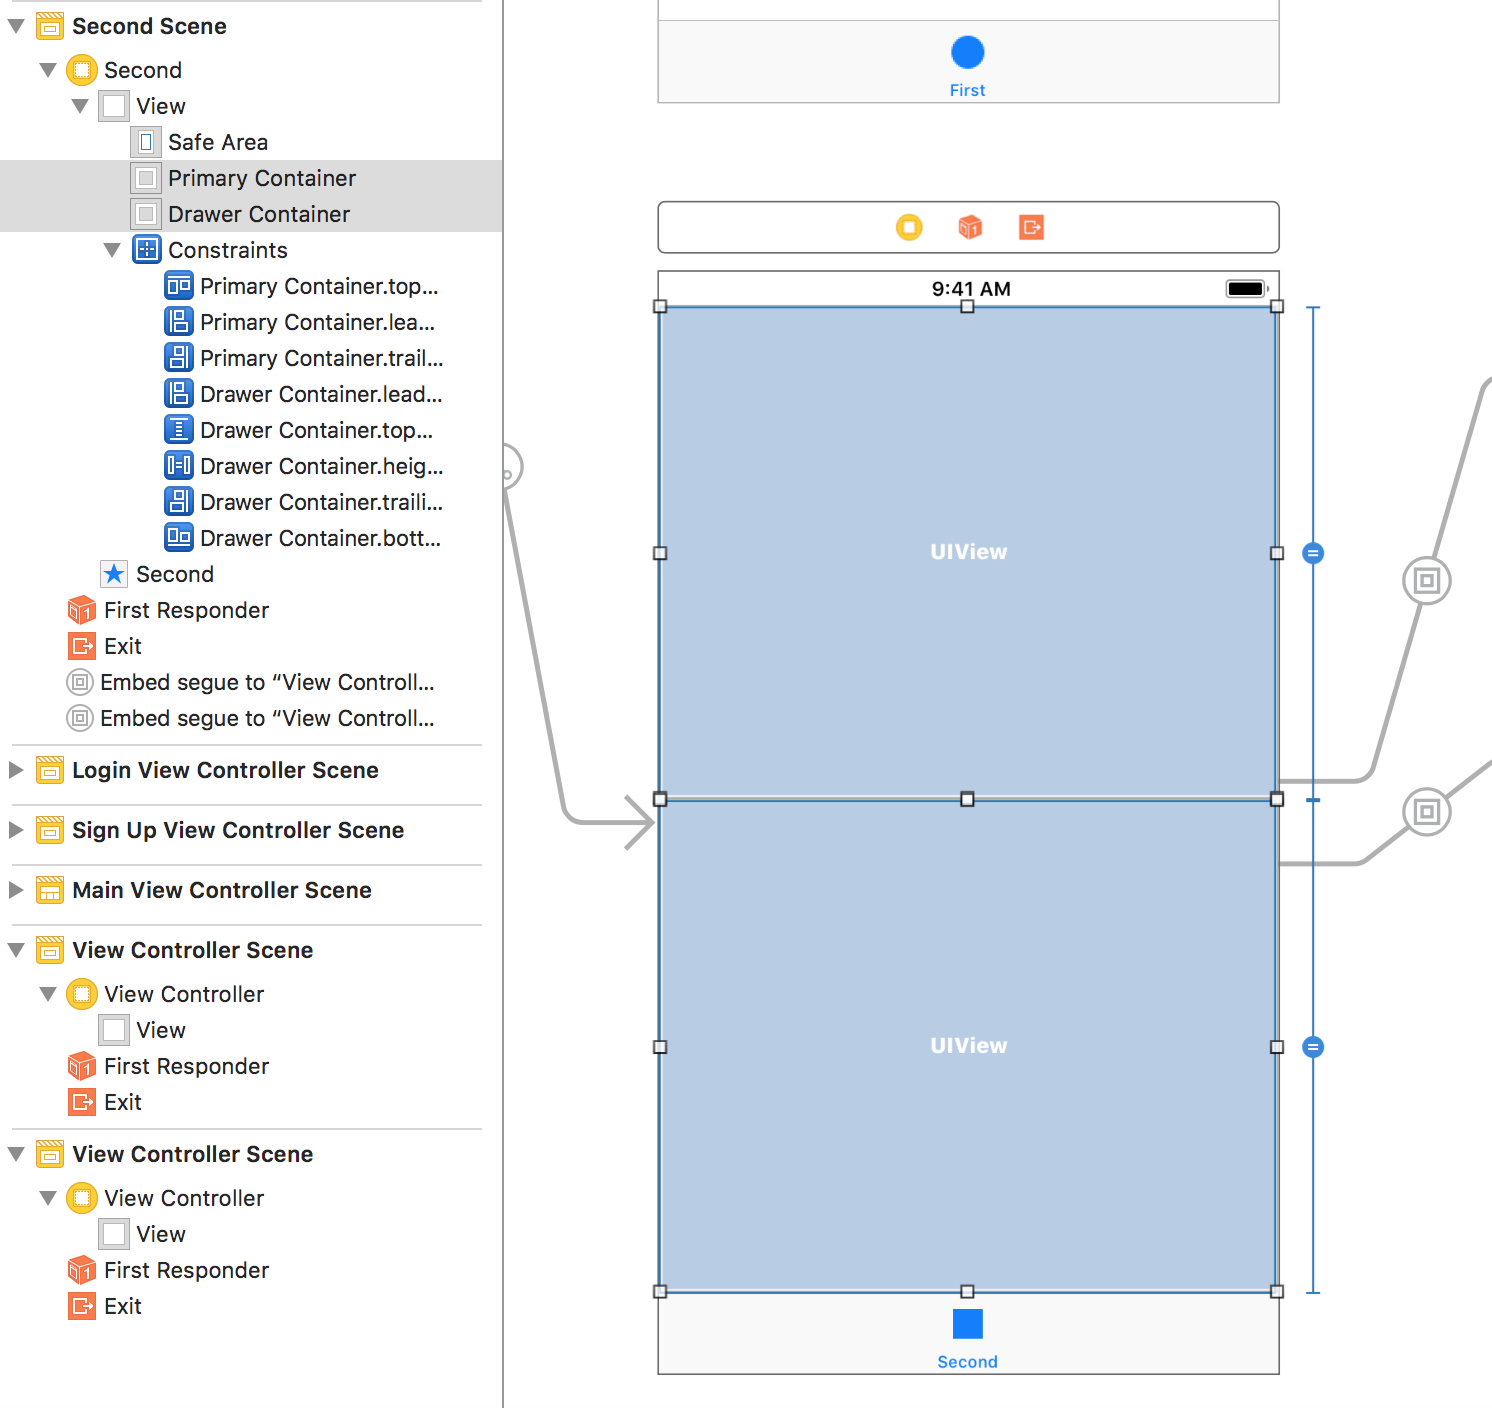 Second Scene
Second
View
Safe Area
Primary Container
Drawer Container
Constraints
Primary Container.top...
Primary Container.lea...
Primary Container.trail...
Drawer Container.lead...
Drawer Container.top...
Drawer Container.heig...
Drawer Container.traili...
Drawer Container.bott...
Second
First Responder
Exit
Embed segue to “View Controll...
Embed segue to “View Controll...
Login View Controller Scene
Sign Up View Controller Scene
Main View Controller Scene
View Controller Scene
View Controller
View
First Responder
Exit
View Controller Scene
View Controller
View
First Responder
Exit
First
9:41 AM
UIView
UIView
Second